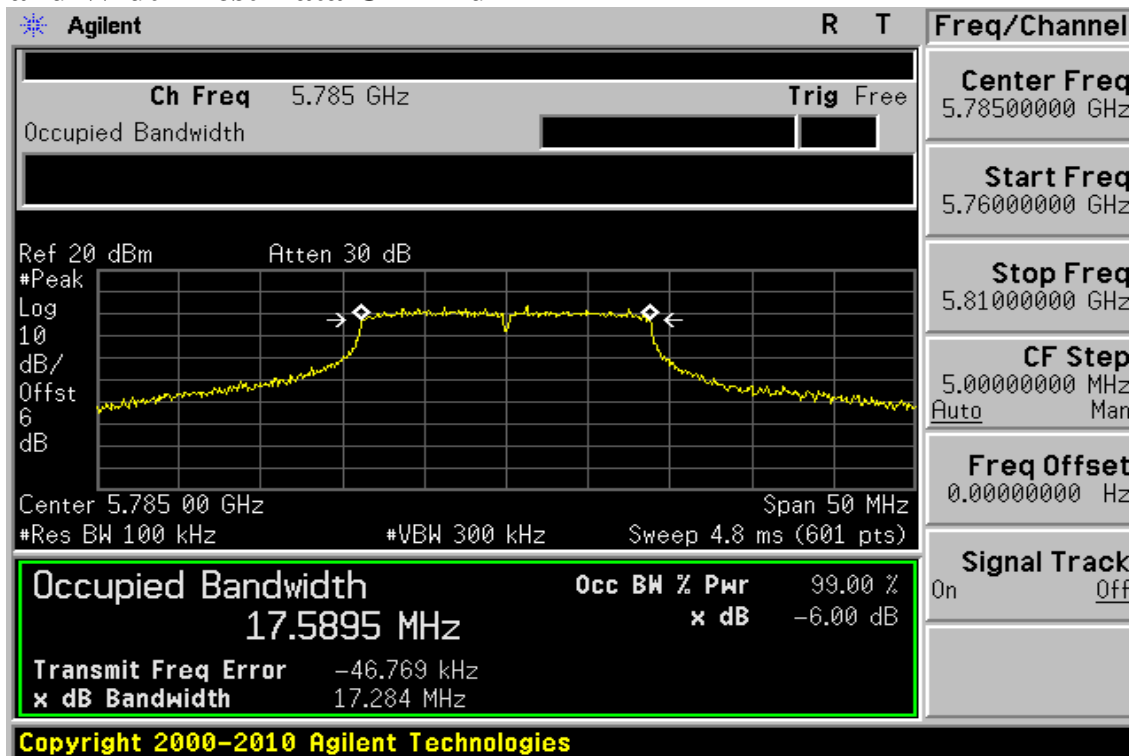 Agilent R T Freq/Channel
Ch Freq 5.785 GHz Trig Free
Occupied Bandwidth
Center Freq
5.78500000 GHz
Start Freq
5.76000000 GHz
Stop Freq
5.81000000 GHz
CF Step
5.00000000 MHz
Auto Man
Freq Offset
0.00000000 Hz
Signal Track
On Off
Ref 20 dBm Atten 30 dB
#Peak
Log
10
dB/
Offst
6
dB
Center 5.785 00 GHz Span 50 MHz
#Res BW 100 kHz #VBW 300 kHz Sweep 4.8 ms (601 pts)
Occupied Bandwidth Occ BW % Pwr 99.00 %
17.5895 MHz x dB -6.00 dB
Transmit Freq Error -46.769 kHz
x dB Bandwidth 17.284 MHz
Copyright 2000-2010 Agilent Technologies